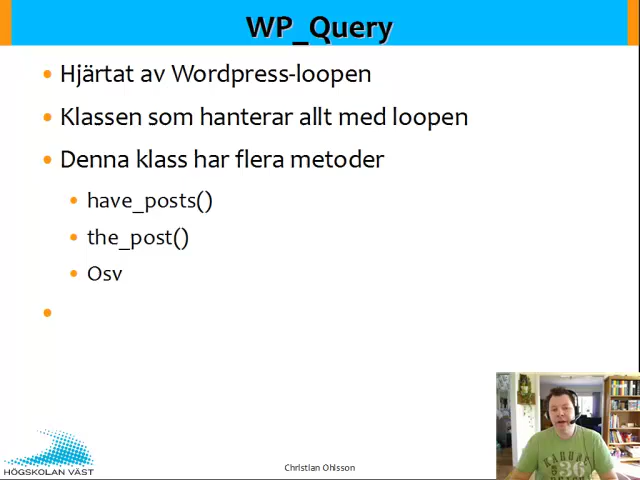 WP_Query
Hjärtat av Wordpress-loopen
Klassen som hanterar allt med loopen
Denna klass har flera metoder
have_posts()
the_post()
Osv
HÖGSKOLAN VÄST
Christian Ohlsson
36